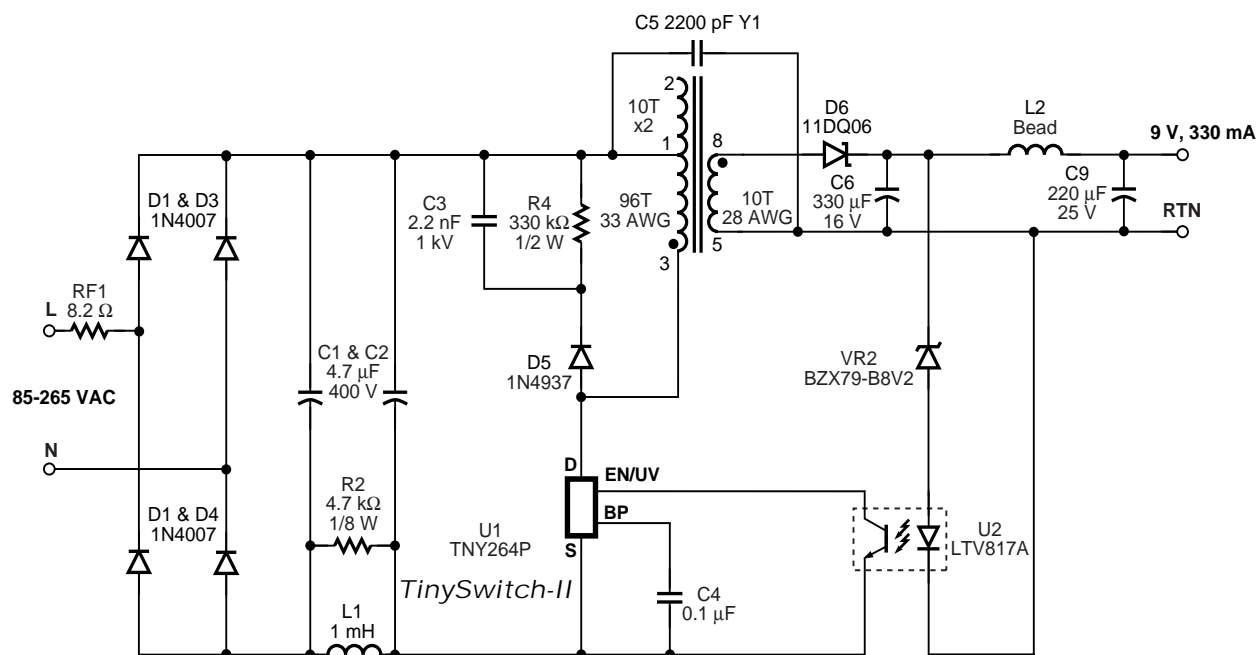 C5 2200 pF Y1
2
10T
x2
1
8
D6
11DQ06
L2
Bead
9 V, 330 mA
D1 & D3
1N4007
C3
2.2 nF
1 kV
R4
330 kΩ
1/2 W
96T
33 AWG
10T
28 AWG
C6
330 μF
16 V
C9
220 μF
25 V
RTN
3
5
RF1
8.2 Ω
L
C1 & C2
4.7 μF
400 V
D5
1N4937
VR2
BZX79-B8V2
85-265 VAC
N
D
EN/UV
BP
S
R2
4.7 kΩ
1/8 W
D1 & D4
1N4007
U1
TNY264P
TinySwitch-II
U2
LTV817A
C4
0.1 μF
L1
1 mH